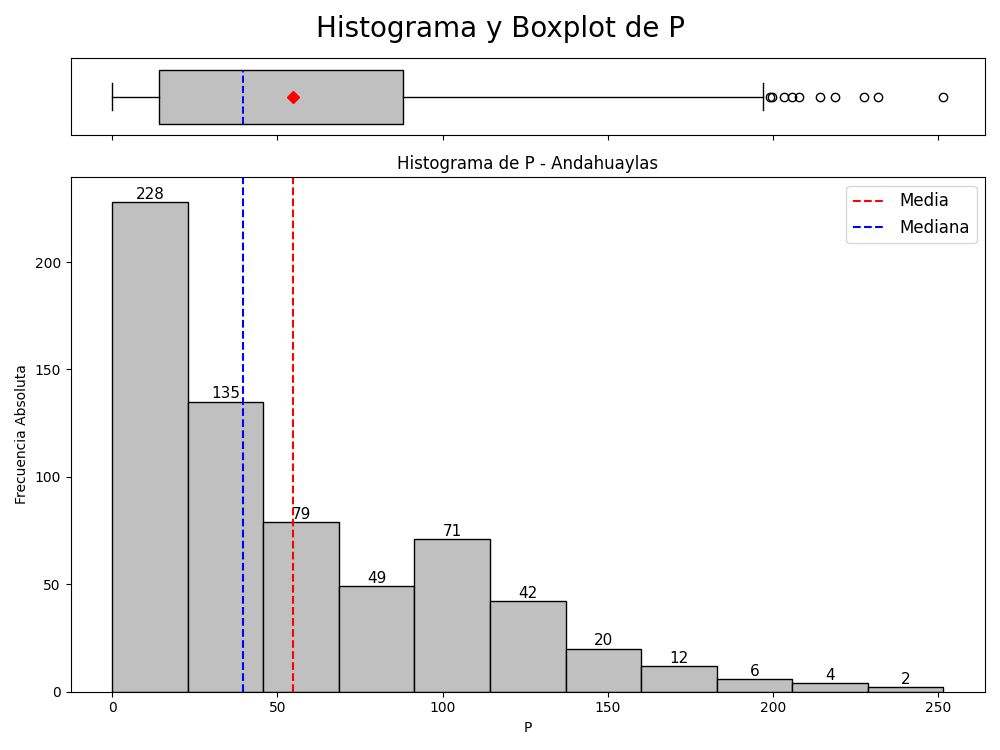 Histograma y Boxplot de P
Histograma de P - Andahuaylas
Media
Mediana
Frecuencia Absoluta
200
150
100
50
0
228
135
79
49
71
42
20
12
6
4
2
0 50 100 150 200 250
P